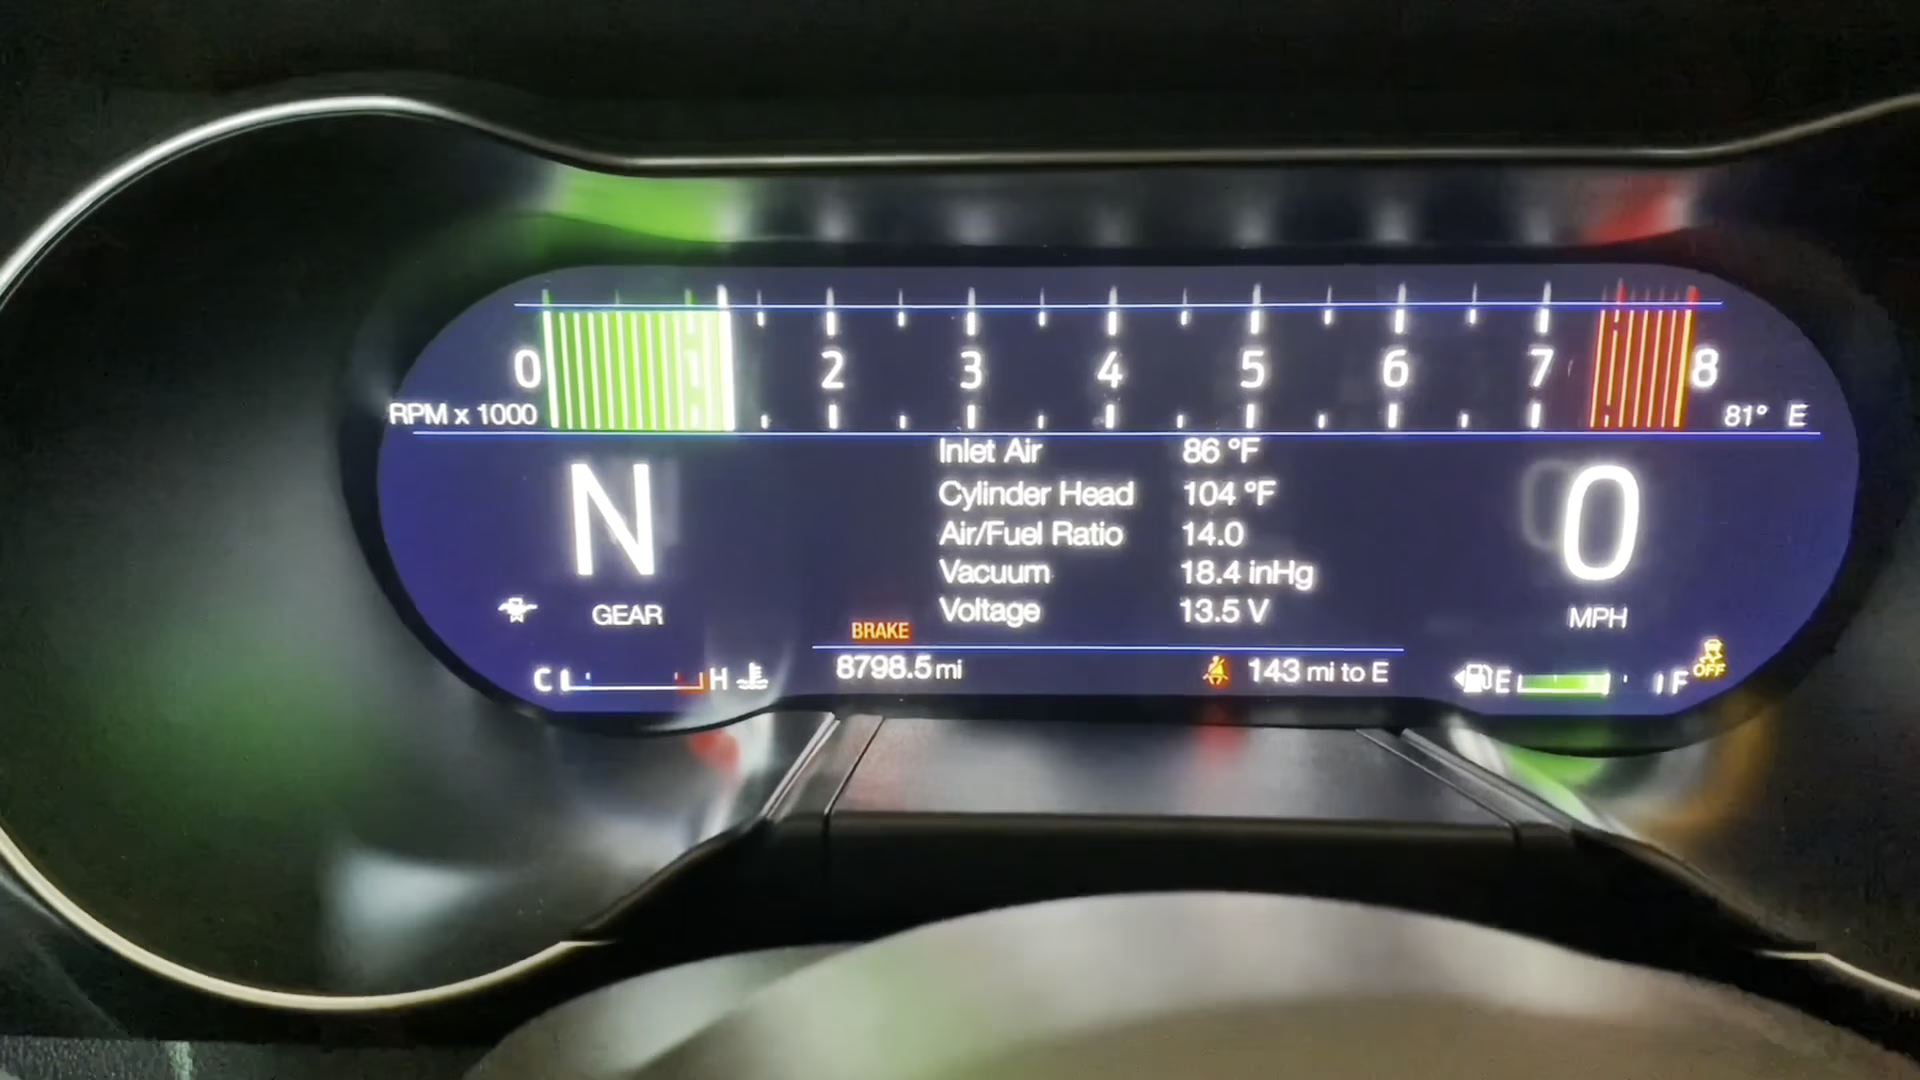 0 2 3 4 5 6 7 8
RPM x 1000
81° E
Inlet Air 86 °F
Cylinder Head 104 °F
Air/Fuel Ratio 14.0
Vacuum 18.4 inHg
Voltage 13.5 V
N
GEAR
0
MPH
BRAKE
C H
8798.5 mi
143 mi to E
E F
OFF